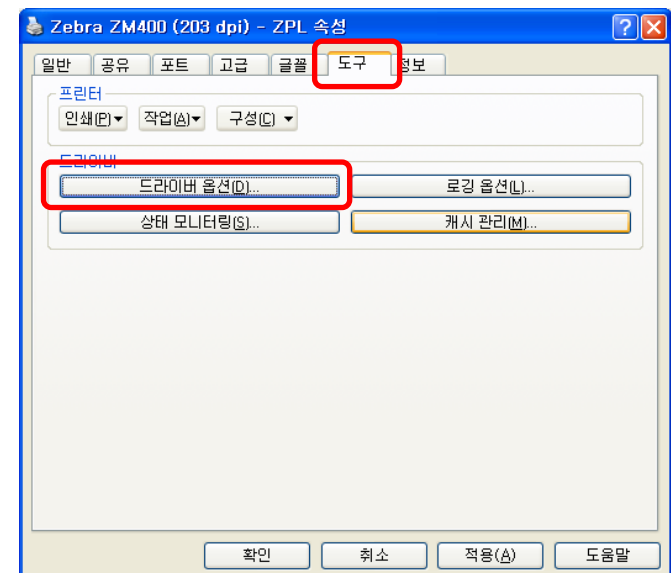 Zebra ZM400 (203 dpi) - ZPL 속성
일반 공유 포트 고급 글꼴 도구 정보
프린터
인쇄(P) 작업(A) 구성(C)
드라이버
드라이버 옵션(D)... 로깅 옵션(L)...
상태 모니터링(S)... 캐시 관리(M)...
확인 취소 적용(A) 도움말